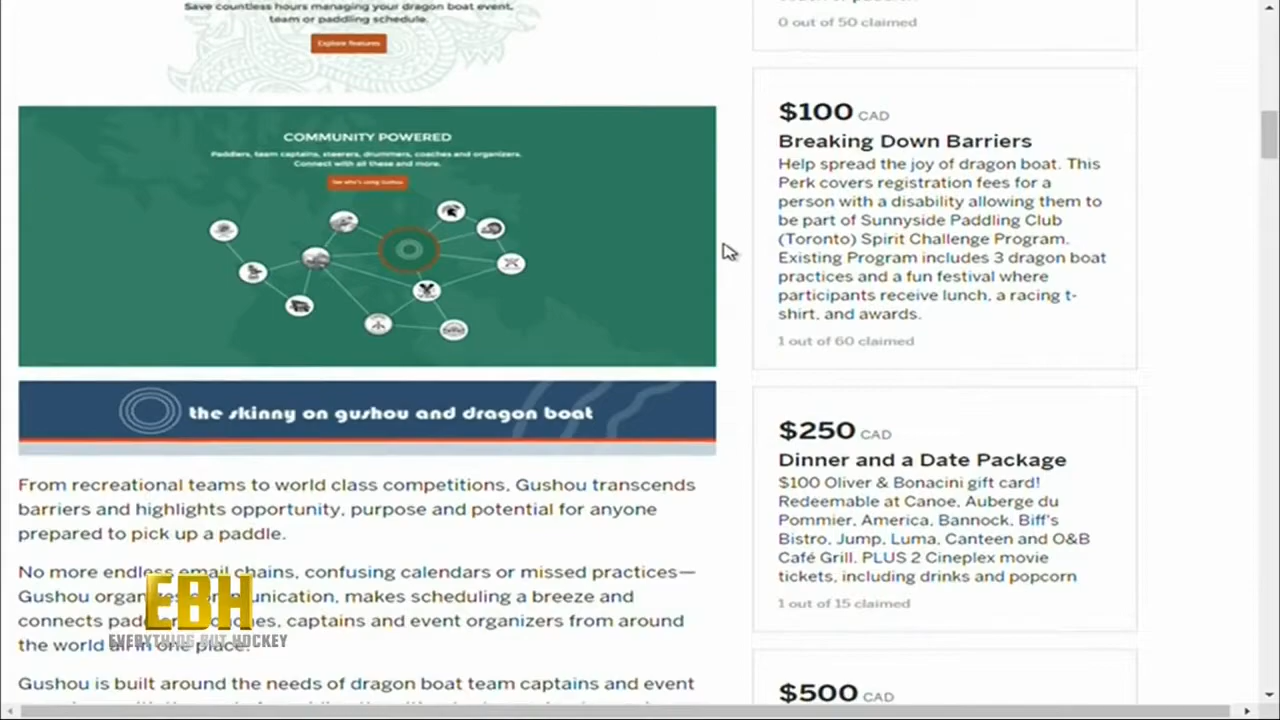 Save countless hours managing your dragon boat event,
team or paddling schedule.
Explore features
COMMUNITY POWERED
Paddlers, team captains, steerers, drummers, coaches and organizers.
Connect with all these and more.
See who's using Gushou
the skinny on gushou and dragon boat
From recreational teams to world class competitions, Gushou transcends
barriers and highlights opportunity, purpose and potential for anyone
prepared to pick up a paddle.
No more endless email chains, confusing calendars or missed practices—
Gushou organizes communication, makes scheduling a breeze and
connects paddlers, coaches, captains and event organizers from around
the world all in one place.
Gushou is built around the needs of dragon boat team captains and event
EBH
EVERYTHING BUT HOCKEY
0 out of 50 claimed
$100 CAD
Breaking Down Barriers
Help spread the joy of dragon boat. This
Perk covers registration fees for a
person with a disability allowing them to
be part of Sunnyside Paddling Club
(Toronto) Spirit Challenge Program.
Existing Program includes 3 dragon boat
practices and a fun festival where
participants receive lunch, a racing t-
shirt, and awards.
1 out of 60 claimed
$250 CAD
Dinner and a Date Package
$100 Oliver & Bonacini gift card!
Redeemable at Canoe, Auberge du
Pommier, America, Bannock, Biff's
Bistro, Jump, Luma, Canteen and O&B
Café Grill. PLUS 2 Cineplex movie
tickets, including drinks and popcorn
1 out of 15 claimed
$500 CAD